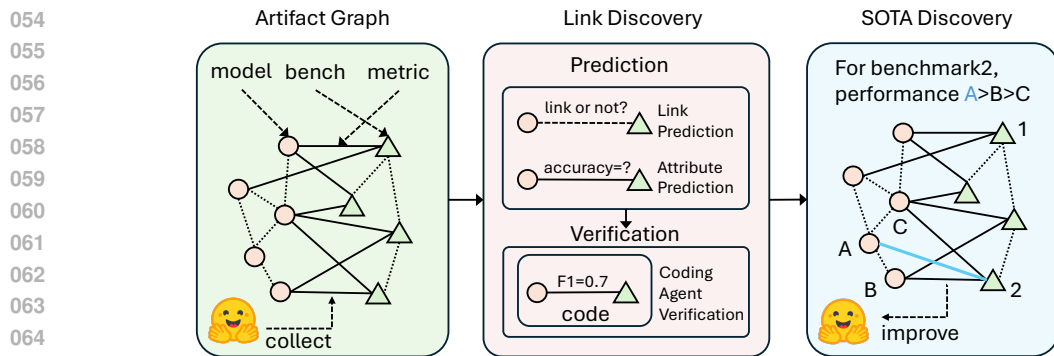 054
055
056
057
058
059
060
061
062
063
064
Artifact Graph
model bench metric
collect
Link Discovery
Prediction
link or not?
Link
Prediction
accuracy=?
Attribute
Prediction
Verification
F1=0.7
code
Coding
Agent
Verification
SOTA Discovery
For benchmark2,
performance A>B>C
1
C
A
B
2
improve